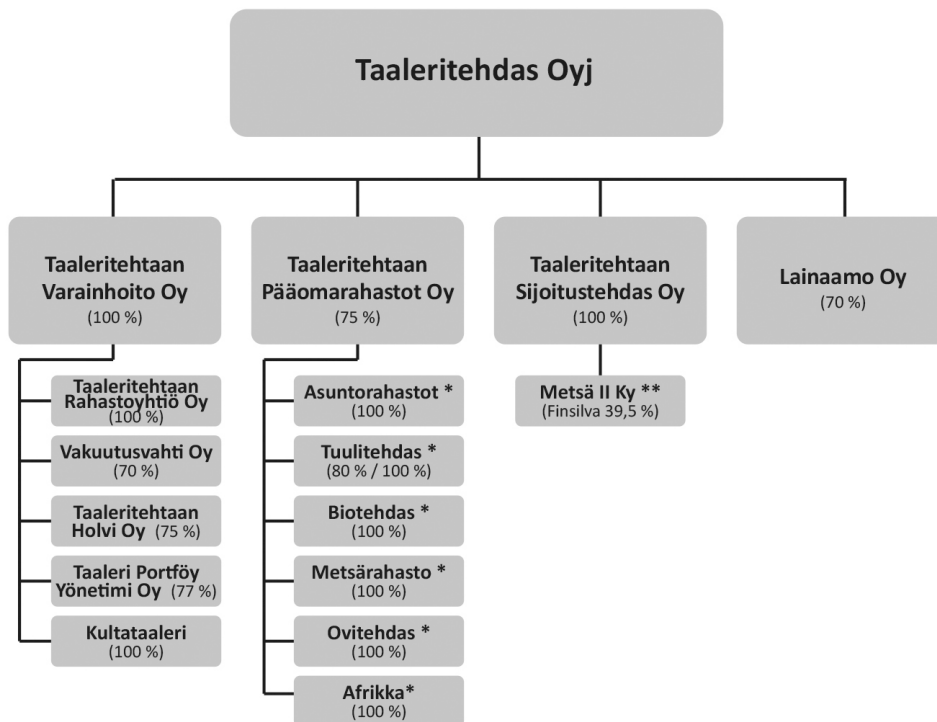 Taaleritehdas Oyj
Taaleritehtaan
Varainhoito Oy
(100 %)
Taaleritehtaan
Pääomarahastot Oy
(75 %)
Taaleritehtaan
Sijoitustehdas Oy
(100 %)
Lainaamo Oy
(70 %)
Taaleritehtaan
Rahastoyhtiö Oy
(100 %)
Vakuutusvahti Oy
(70 %)
Taaleritehtaan
Holvi Oy (75 %)
Taaleri Portföy
Yönetimi Oy (77 %)
Kultataaleri
(100 %)
Asuntorahastot *
(100 %)
Tuulitehdas *
(80 % / 100 %)
Biotehdas *
(100 %)
Metsärahasto *
(100 %)
Ovitehdas *
(100 %)
Afrikka*
(100 %)
Metsä II Ky **
(Finsilva 39,5 %)